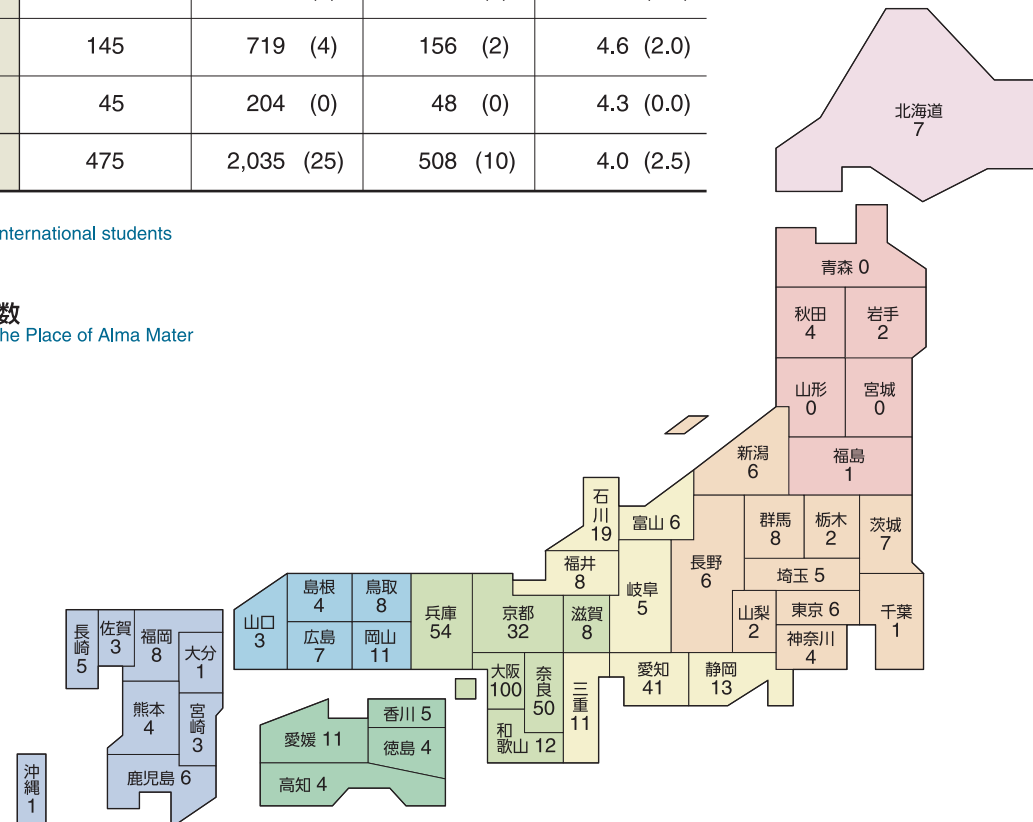 145 719 (4) 156 (2) 4.6 (2.0)
45 204 (0) 48 (0) 4.3 (0.0)
475 2,035 (25) 508 (10) 4.0 (2.5)
nternational students
数
he Place of Alma Mater
北海道
7
青森 0
秋田
4
岩手
2
山形
0
宮城
0
新潟
6
福島
1
石川
19
富山 6
群馬
8
栃木
2
茨城
7
福井
8
岐阜
5
長野
6
埼玉 5
山梨
2
東京 6
千葉
1
神奈川
4
島根
4
鳥取
8
兵庫
54
京都
32
滋賀
8
山口
3
広島
7
岡山
11
長崎
5
佐賀
3
福岡
8
大分
1
大阪
100
奈良
50
三重
11
愛知
41
静岡
13
熊本
4
宮崎
3
和
歌山 12
香川 5
愛媛 11
徳島 4
高知 4
鹿児島 6
沖縄
1